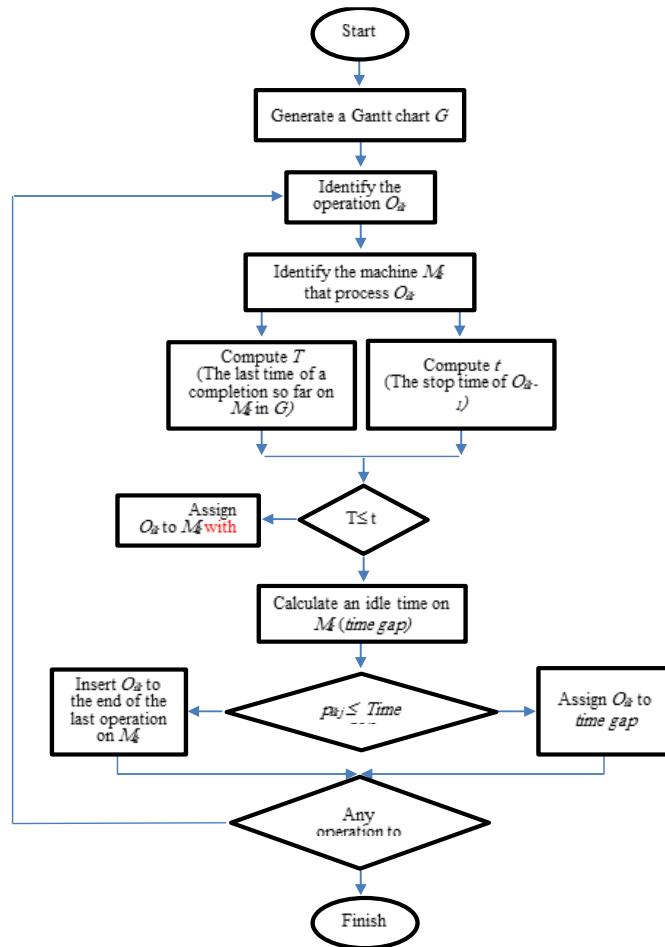 Start
Generate a Gantt chart G
Identify the
operation Oik
Identify the machine Mk
that process Oik
Compute T
(The last time of a
completion so far on
Mk in G)
Compute t
(The stop time of Oik-
1)
T≤ t
Assign
Oik to Mk with
Calculate an idle time on
Mk (time gap)
Insert Oik to
the end of the
last operation
on Mk
pikj ≤ Time
Assign Oik to
time gap
Any
operation to
Finish